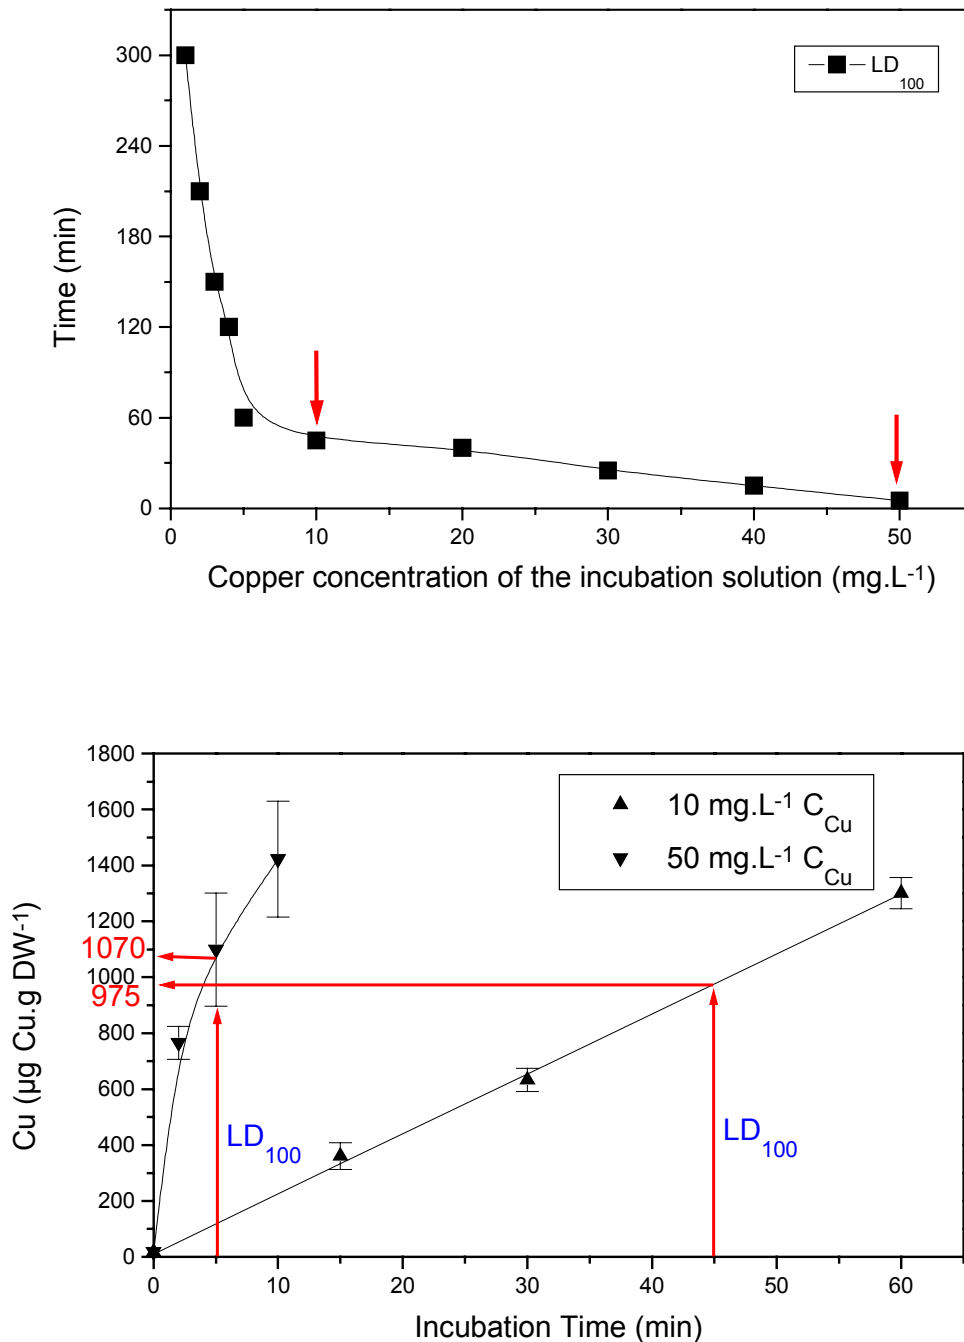 300
240
180
120
60
0
Time (min)
LD100
0 10 20 30 40 50
Copper concentration of the incubation solution (mg.L-1)
1800
1600
1400
1200
1000
800
600
400
200
0
1070
975
Cu (µg Cu.g DW-1)
10 mg.L-1 CCu
50 mg.L-1 CCu
LD100
LD100
0 10 20 30 40 50 60
Incubation Time (min)